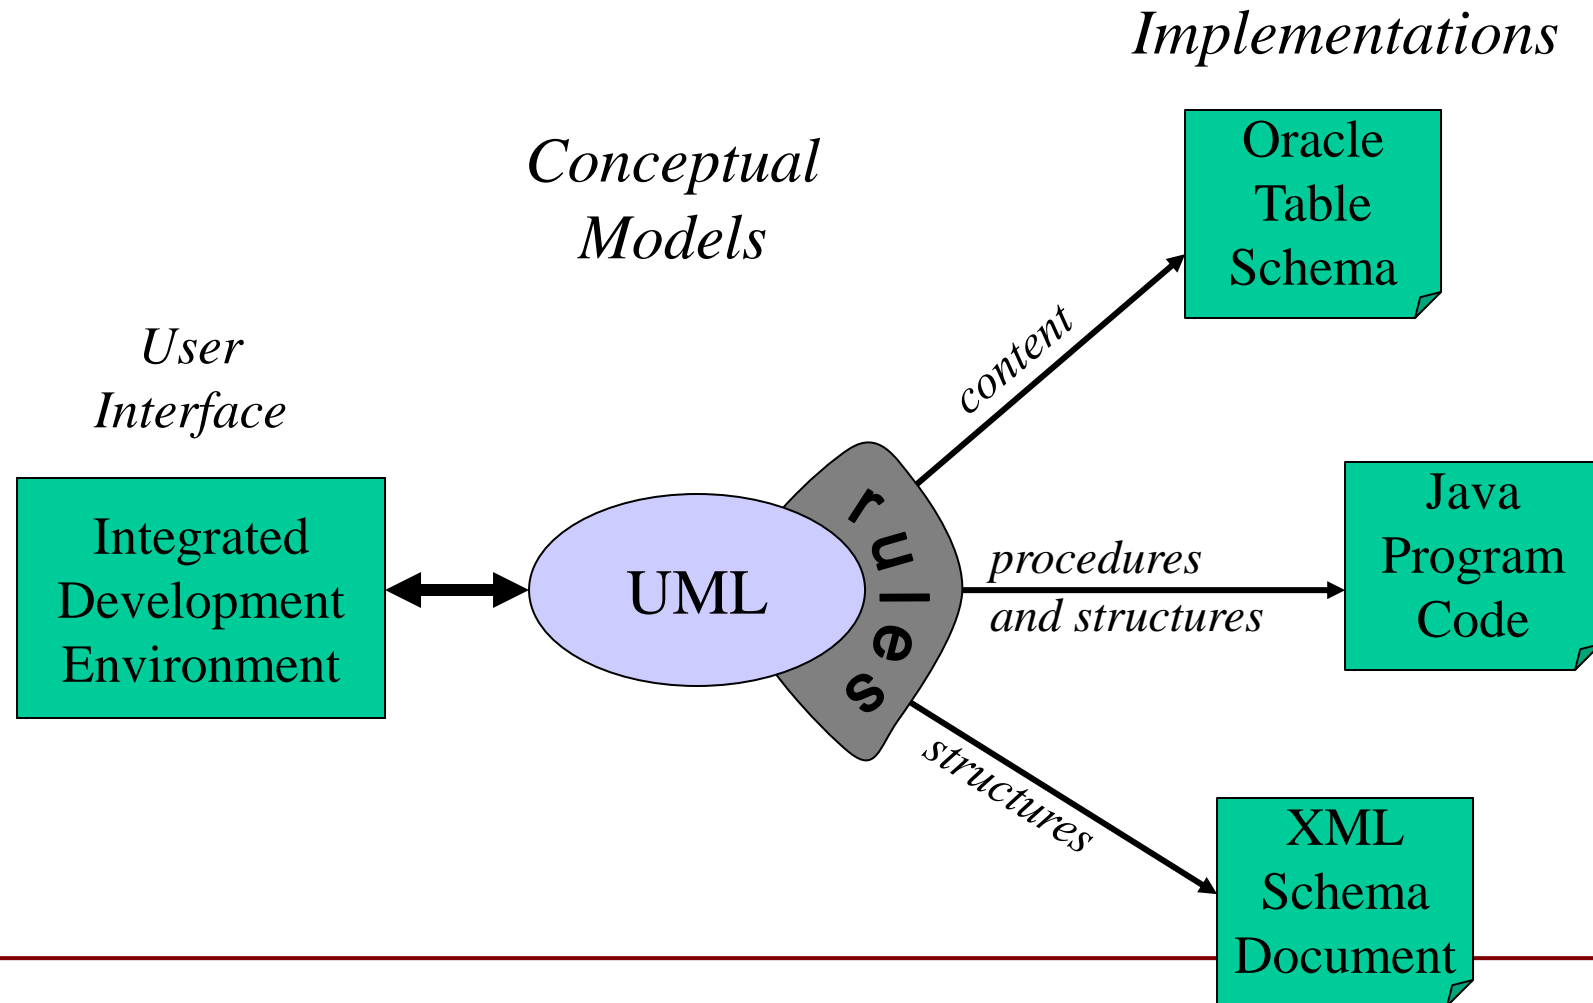 Implementations
Conceptual
Models
User
Interface
Integrated
Development
Environment
UML
rules
content
Oracle
Table
Schema
procedures
and structures
Java
Program
Code
structures
XML
Schema
Document